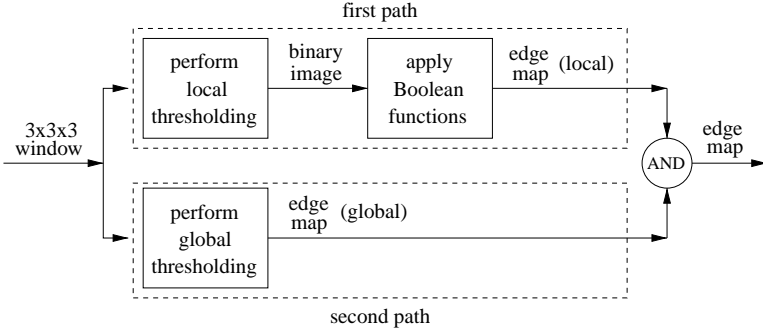 first path
perform
local
thresholding
binary
image
apply
Boolean
functions
edge
map (local)
3x3x3
window
AND
edge
map
perform
global
thresholding
edge
map (global)
second path